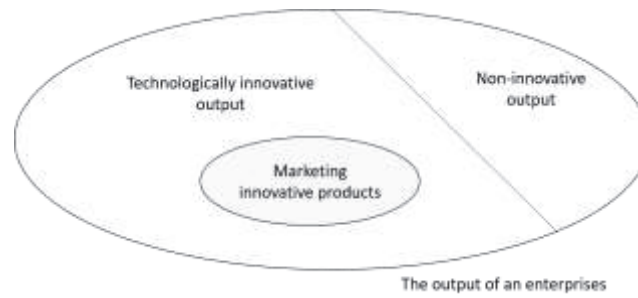 Technologically innovative
output
Non-innovative
output
Marketing
innovative products
The output of an enterprises